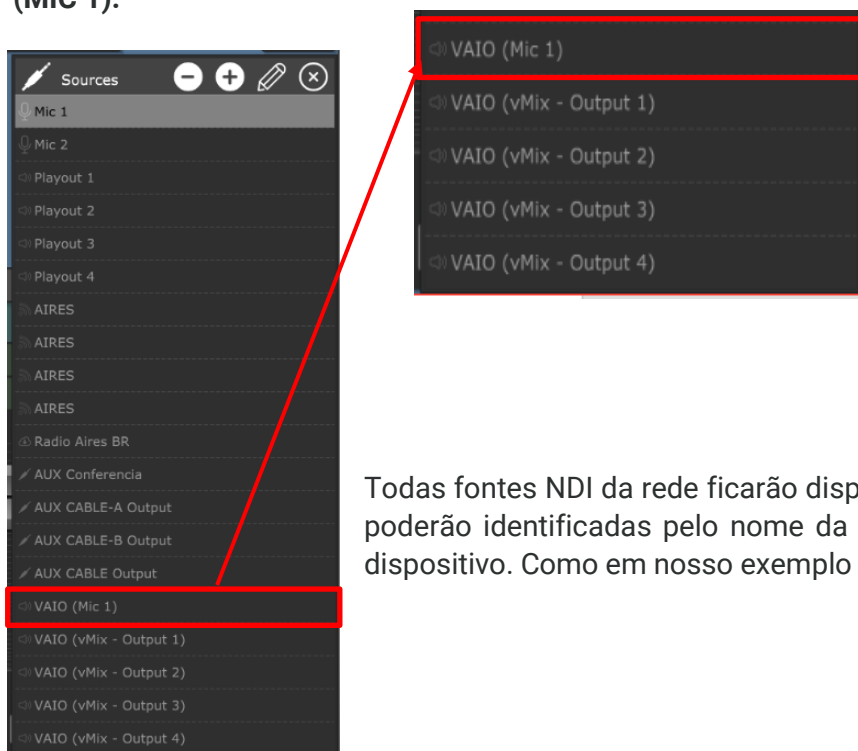 (Mic 1).
Sources
Mic 1
Mic 2
Playout 1
Playout 2
Playout 3
Playout 4
AIRES
AIRES
AIRES
AIRES
Radio Aires BR
AUX Conferencia
AUX CABLE-A Output
AUX CABLE-B Output
AUX CABLE Output
VAIO (Mic 1)
VAIO (vMix - Output 1)
VAIO (vMix - Output 2)
VAIO (vMix - Output 3)
VAIO (vMix - Output 4)
VAIO (Mic 1)
VAIO (vMix - Output 1)
VAIO (vMix - Output 2)
VAIO (vMix - Output 3)
VAIO (vMix - Output 4)
Todas fontes NDI da rede ficarão disp
poderão identificadas pelo nome da
dispositivo. Como em nosso exemplo